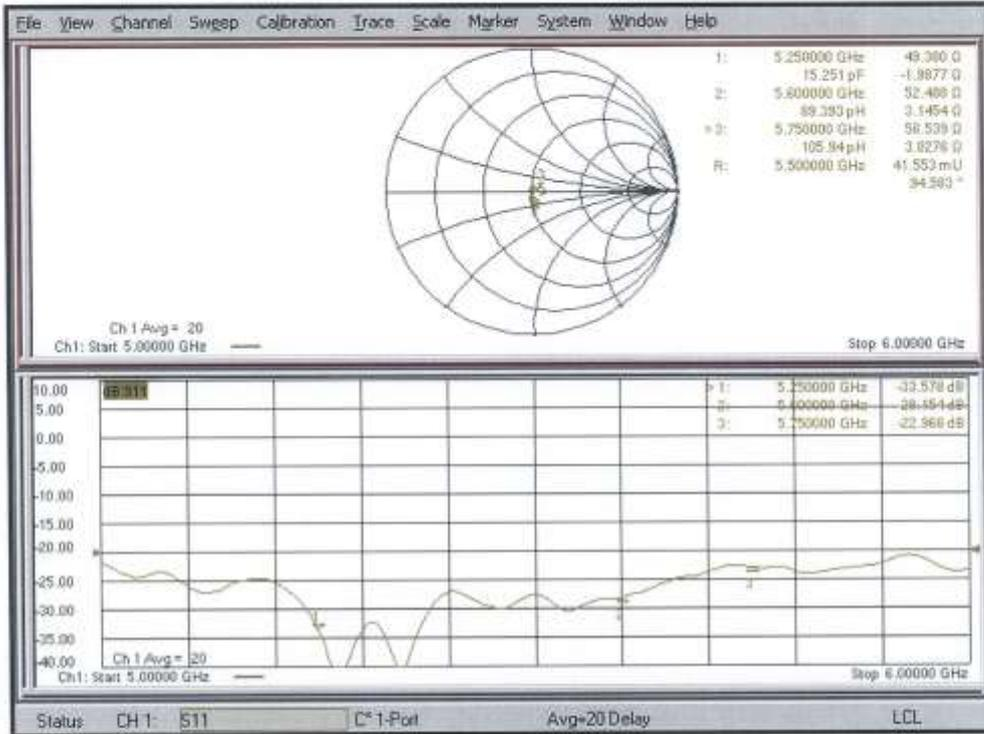 File View Channel Sweep Calibration Trace Scale Marker System Window Help
1: 5.250000 GHz 49.380 Ω
15.251 pF -1.9877 Ω
2: 5.600000 GHz 52.488 Ω
89.393 pH 3.1454 Ω
> 3: 5.750000 GHz 56.539 Ω
105.94 pH 3.8276 Ω
R: 5.500000 GHz 41.553 mU
94.583 °
Ch 1 Avg = 20
Ch1: Start 5.00000 GHz
Stop 6.00000 GHz
10.00
> 1: 5.250000 GHz -33.578 dB
5.00
2: 5.600000 GHz -28.154 dB
3: 5.750000 GHz -22.966 dB
0.00
-5.00
-10.00
-15.00
-20.00
-25.00
-30.00
-35.00
-40.00
Ch 1 Avg = 20
Ch1: Start 5.00000 GHz
Stop 6.00000 GHz
Status CH 1: S11 C* 1-Port Avg=20 Delay LCL